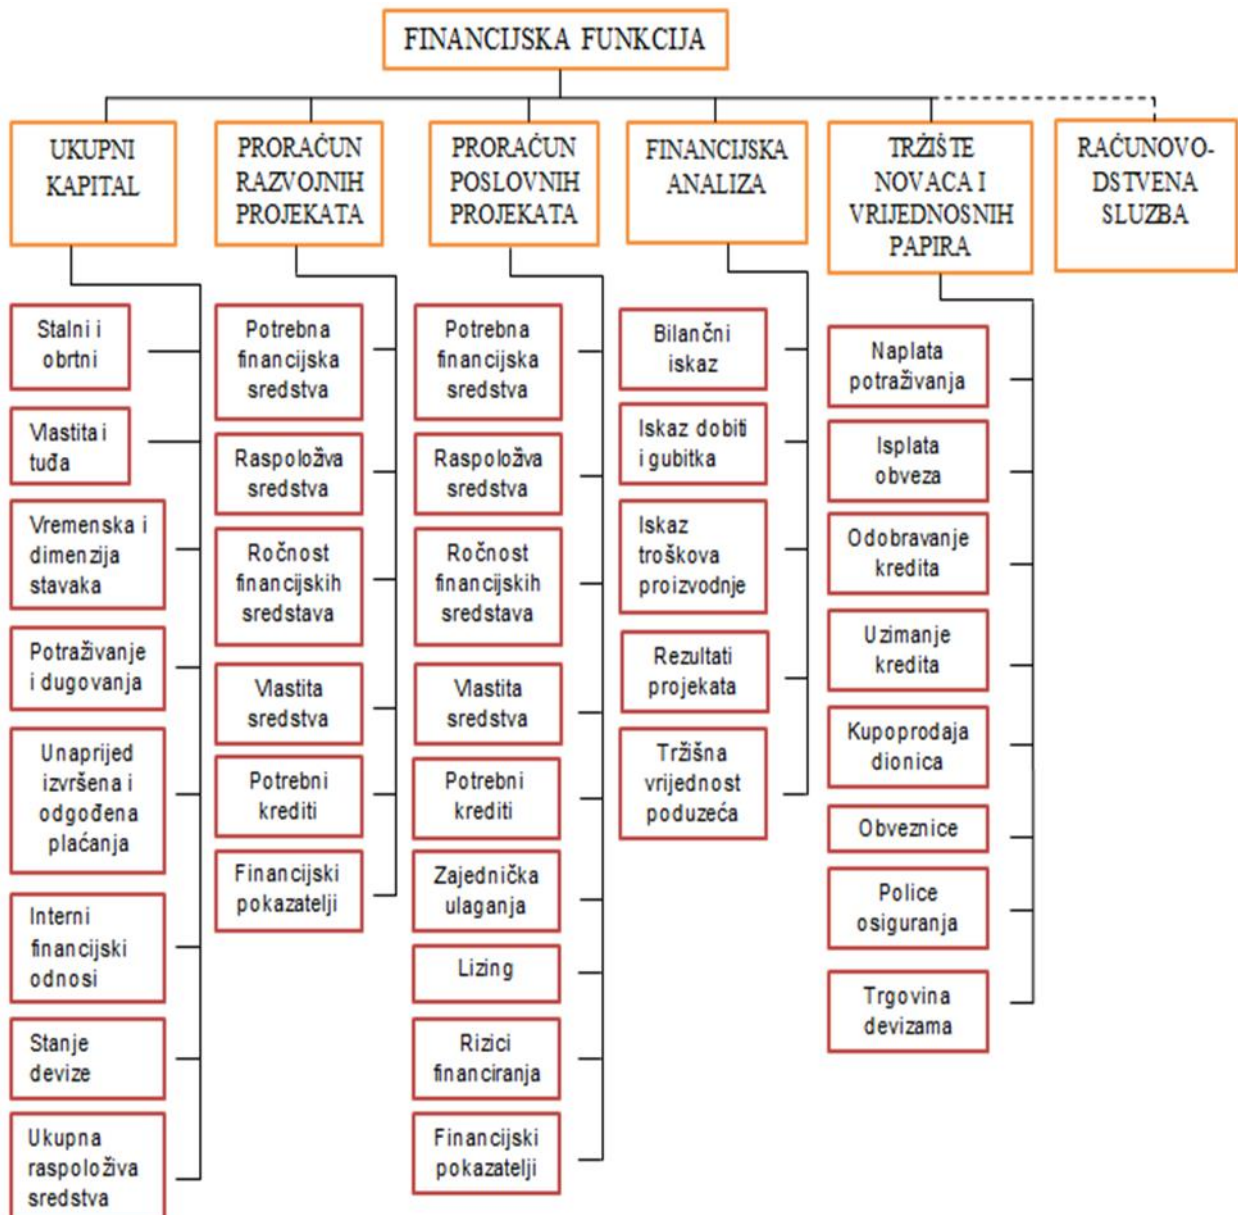 FINANCIJSKA FUNKCIJA
UKUPNI
KAPITAL
PRORAČUN
RAZVOJNIH
PROJEKATA
PRORAČUN
POSLOVNIH
PROJEKATA
FINANCIJSKA
ANALIZA
TRŽIŠTE
NOVACA I
VRIJEDNOSNIH
PAPIRA
RAČUNOVO-
DSTVENA
SLUZBA
Stalni i
obrtni
Vlastita i
tuđa
Vremenska i
dimenzija
stavaka
Potraživanje
i dugovanja
Unaprijed
izvršena i
odgođena
plaćanja
Interni
financijski
odnosi
Stanje
devize
Ukupna
raspoloživa
sredstva
Potrebna
financijska
sredstva
Raspoloživa
sredstva
Ročnost
financijskih
sredstava
Vlastita
sredstva
Potrebni
krediti
Financijski
pokazatelji
Potrebna
financijska
sredstva
Raspoloživa
sredstva
Ročnost
financijskih
sredstava
Vlastita
sredstva
Potrebni
krediti
Zajednička
ulaganja
Lizing
Rizici
financiranja
Financijski
pokazatelji
Bilančni
iskaz
Iskaz dobiti
i gubitka
Iskaz
troškova
proizvodnje
Rezultati
projekata
Tržišna
vrijednost
poduzeća
Naplata
potraživanja
Isplata
obveza
Odobravanje
kredita
Uzimanje
kredita
Kupoprodaja
dionica
Obveznice
Police
osiguranja
Trgovina
devizama